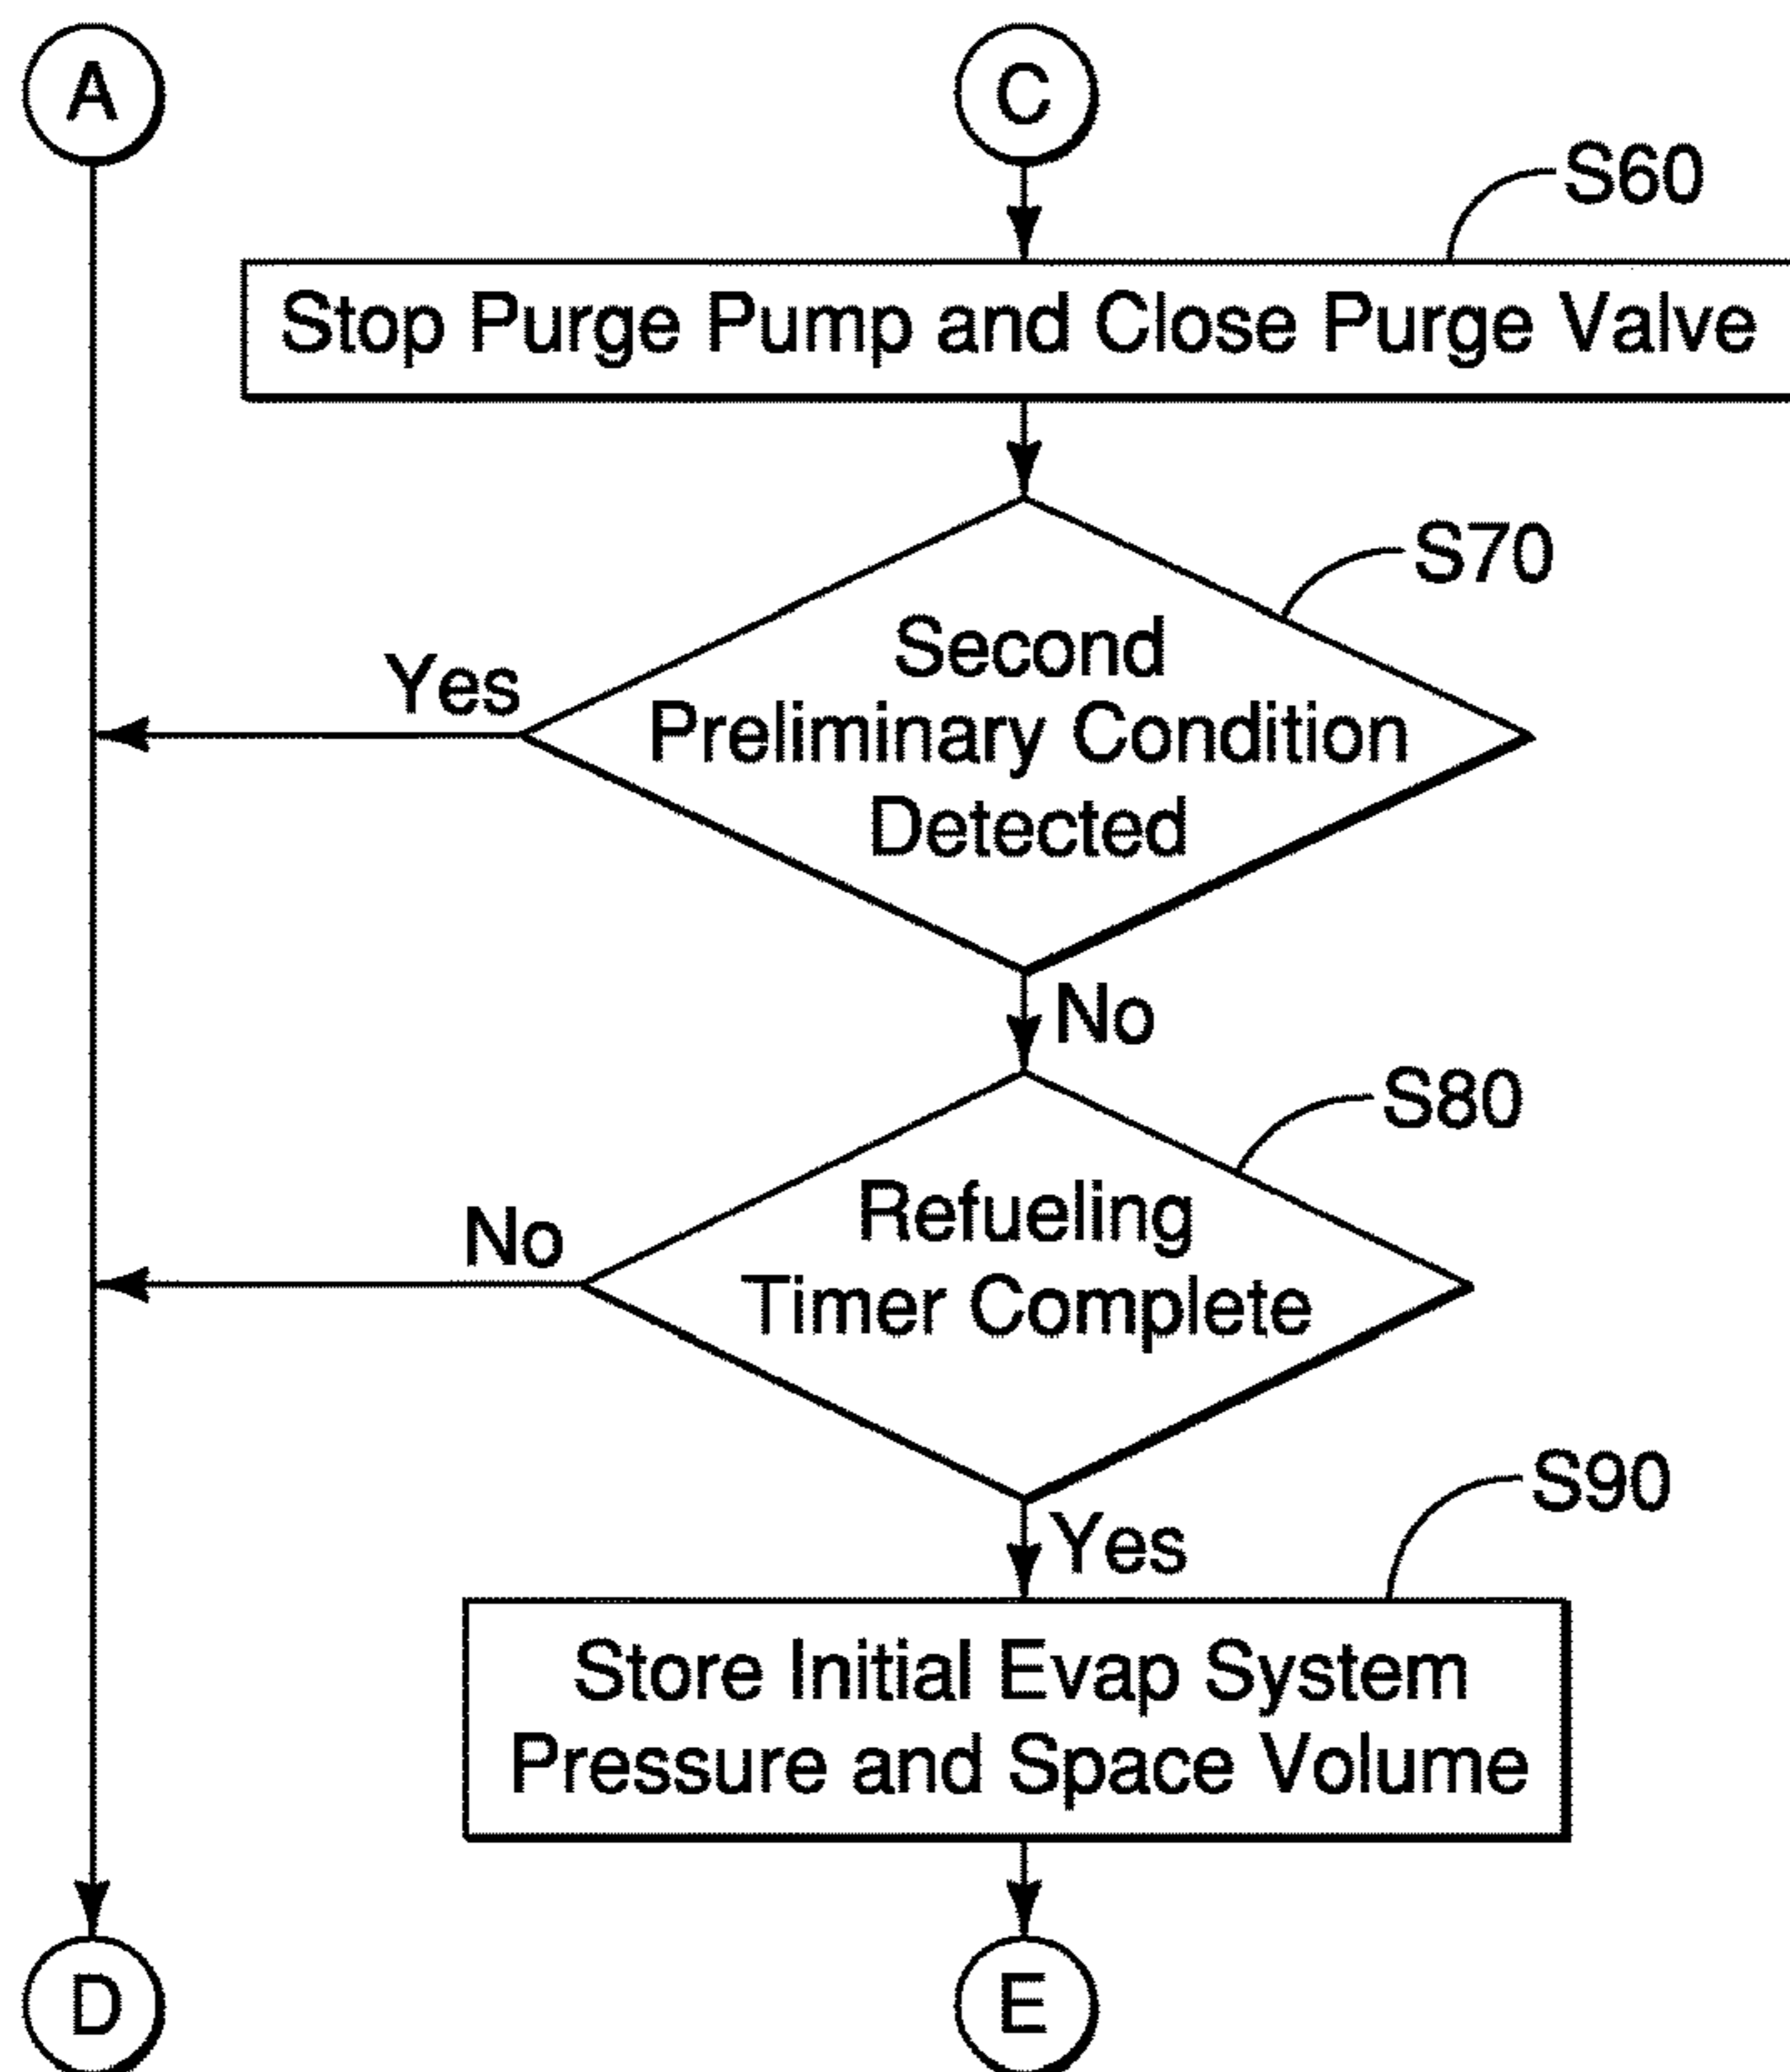 A
C
S60
Stop Purge Pump and Close Purge Valve
S70
Second
Preliminary Condition
Detected
Yes
No
S80
Refueling
Timer Complete
No
Yes
S90
Store Initial Evap System
Pressure and Space Volume
D
E